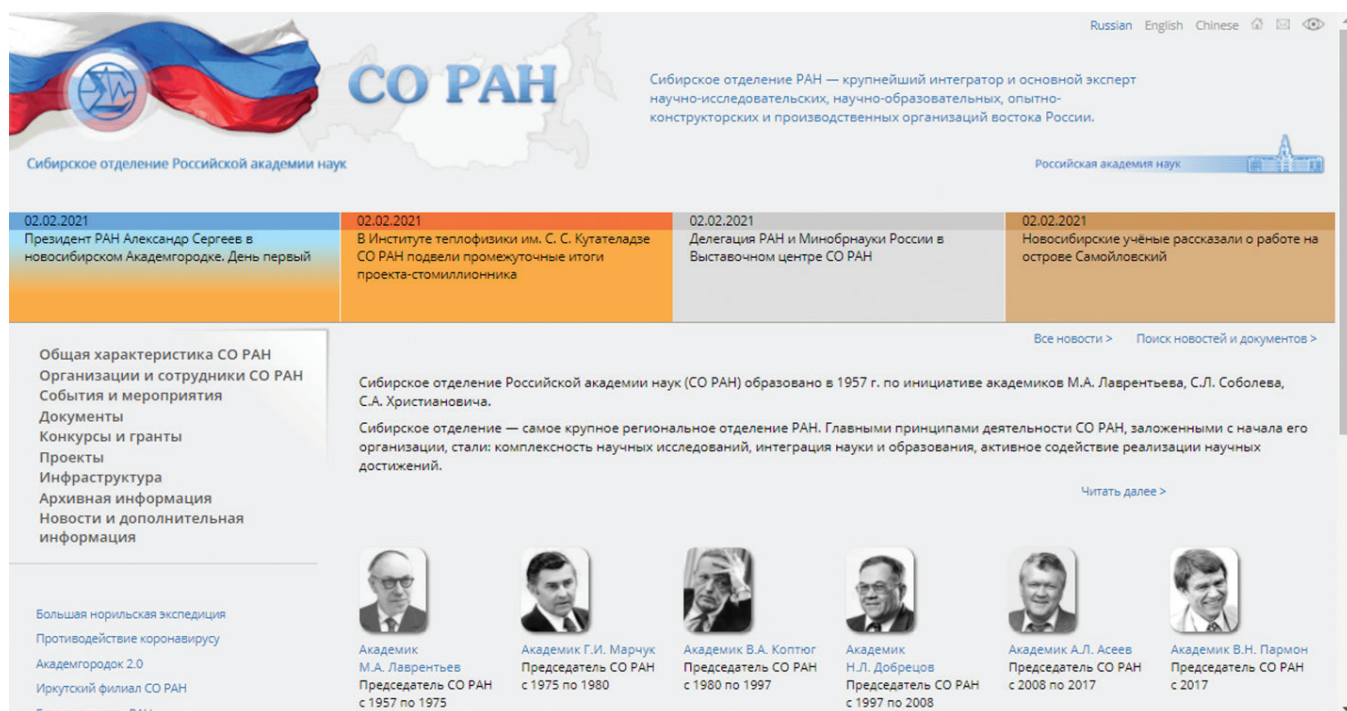 Russian English Chinese
СО РАН
Сибирское отделение РАН — крупнейший интегратор и основной эксперт
научно-исследовательских, научно-образовательных, опытно-
конструкторских и производственных организаций востока России.
Сибирское отделение Российской академии наук
Российская академия наук
02.02.2021
Президент РАН Александр Сергеев в
новосибирском Академгородке. День первый
02.02.2021
В Институте теплофизики им. С. С. Кутателадзе
СО РАН подвели промежуточные итоги
проекта-стомиллионника
02.02.2021
Делегация РАН и Минобрнауки России в
Выставочном центре СО РАН
02.02.2021
Новосибирские учёные рассказали о работе на
острове Самойловский
Все новости > Поиск новостей и документов >
Общая характеристика СО РАН
Организации и сотрудники СО РАН
События и мероприятия
Документы
Конкурсы и гранты
Проекты
Инфраструктура
Архивная информация
Новости и дополнительная
информация
Сибирское отделение Российской академии наук (СО РАН) образовано в 1957 г. по инициативе академиков М.А. Лаврентьева, С.Л. Соболева,
С.А. Христиановича.
Сибирское отделение — самое крупное региональное отделение РАН. Главными принципами деятельности СО РАН, заложенными с начала его
организации, стали: комплексность научных исследований, интеграция науки и образования, активное содействие реализации научных
достижений.
Читать далее >
Большая норильская экспедиция
Противодействие коронавирусу
Академгородок 2.0
Иркутский филиал СО РАН
Академик
М.А. Лаврентьев
Председатель СО РАН
с 1957 по 1975
Академик Г.И. Марчук
Председатель СО РАН
с 1975 по 1980
Академик В.А. Коптюг
Председатель СО РАН
с 1980 по 1997
Академик
Н.Л. Добрецов
Председатель СО РАН
с 1997 по 2008
Академик А.Л. Асеев
Председатель СО РАН
с 2008 по 2017
Академик В.Н. Пармон
Председатель СО РАН
с 2017